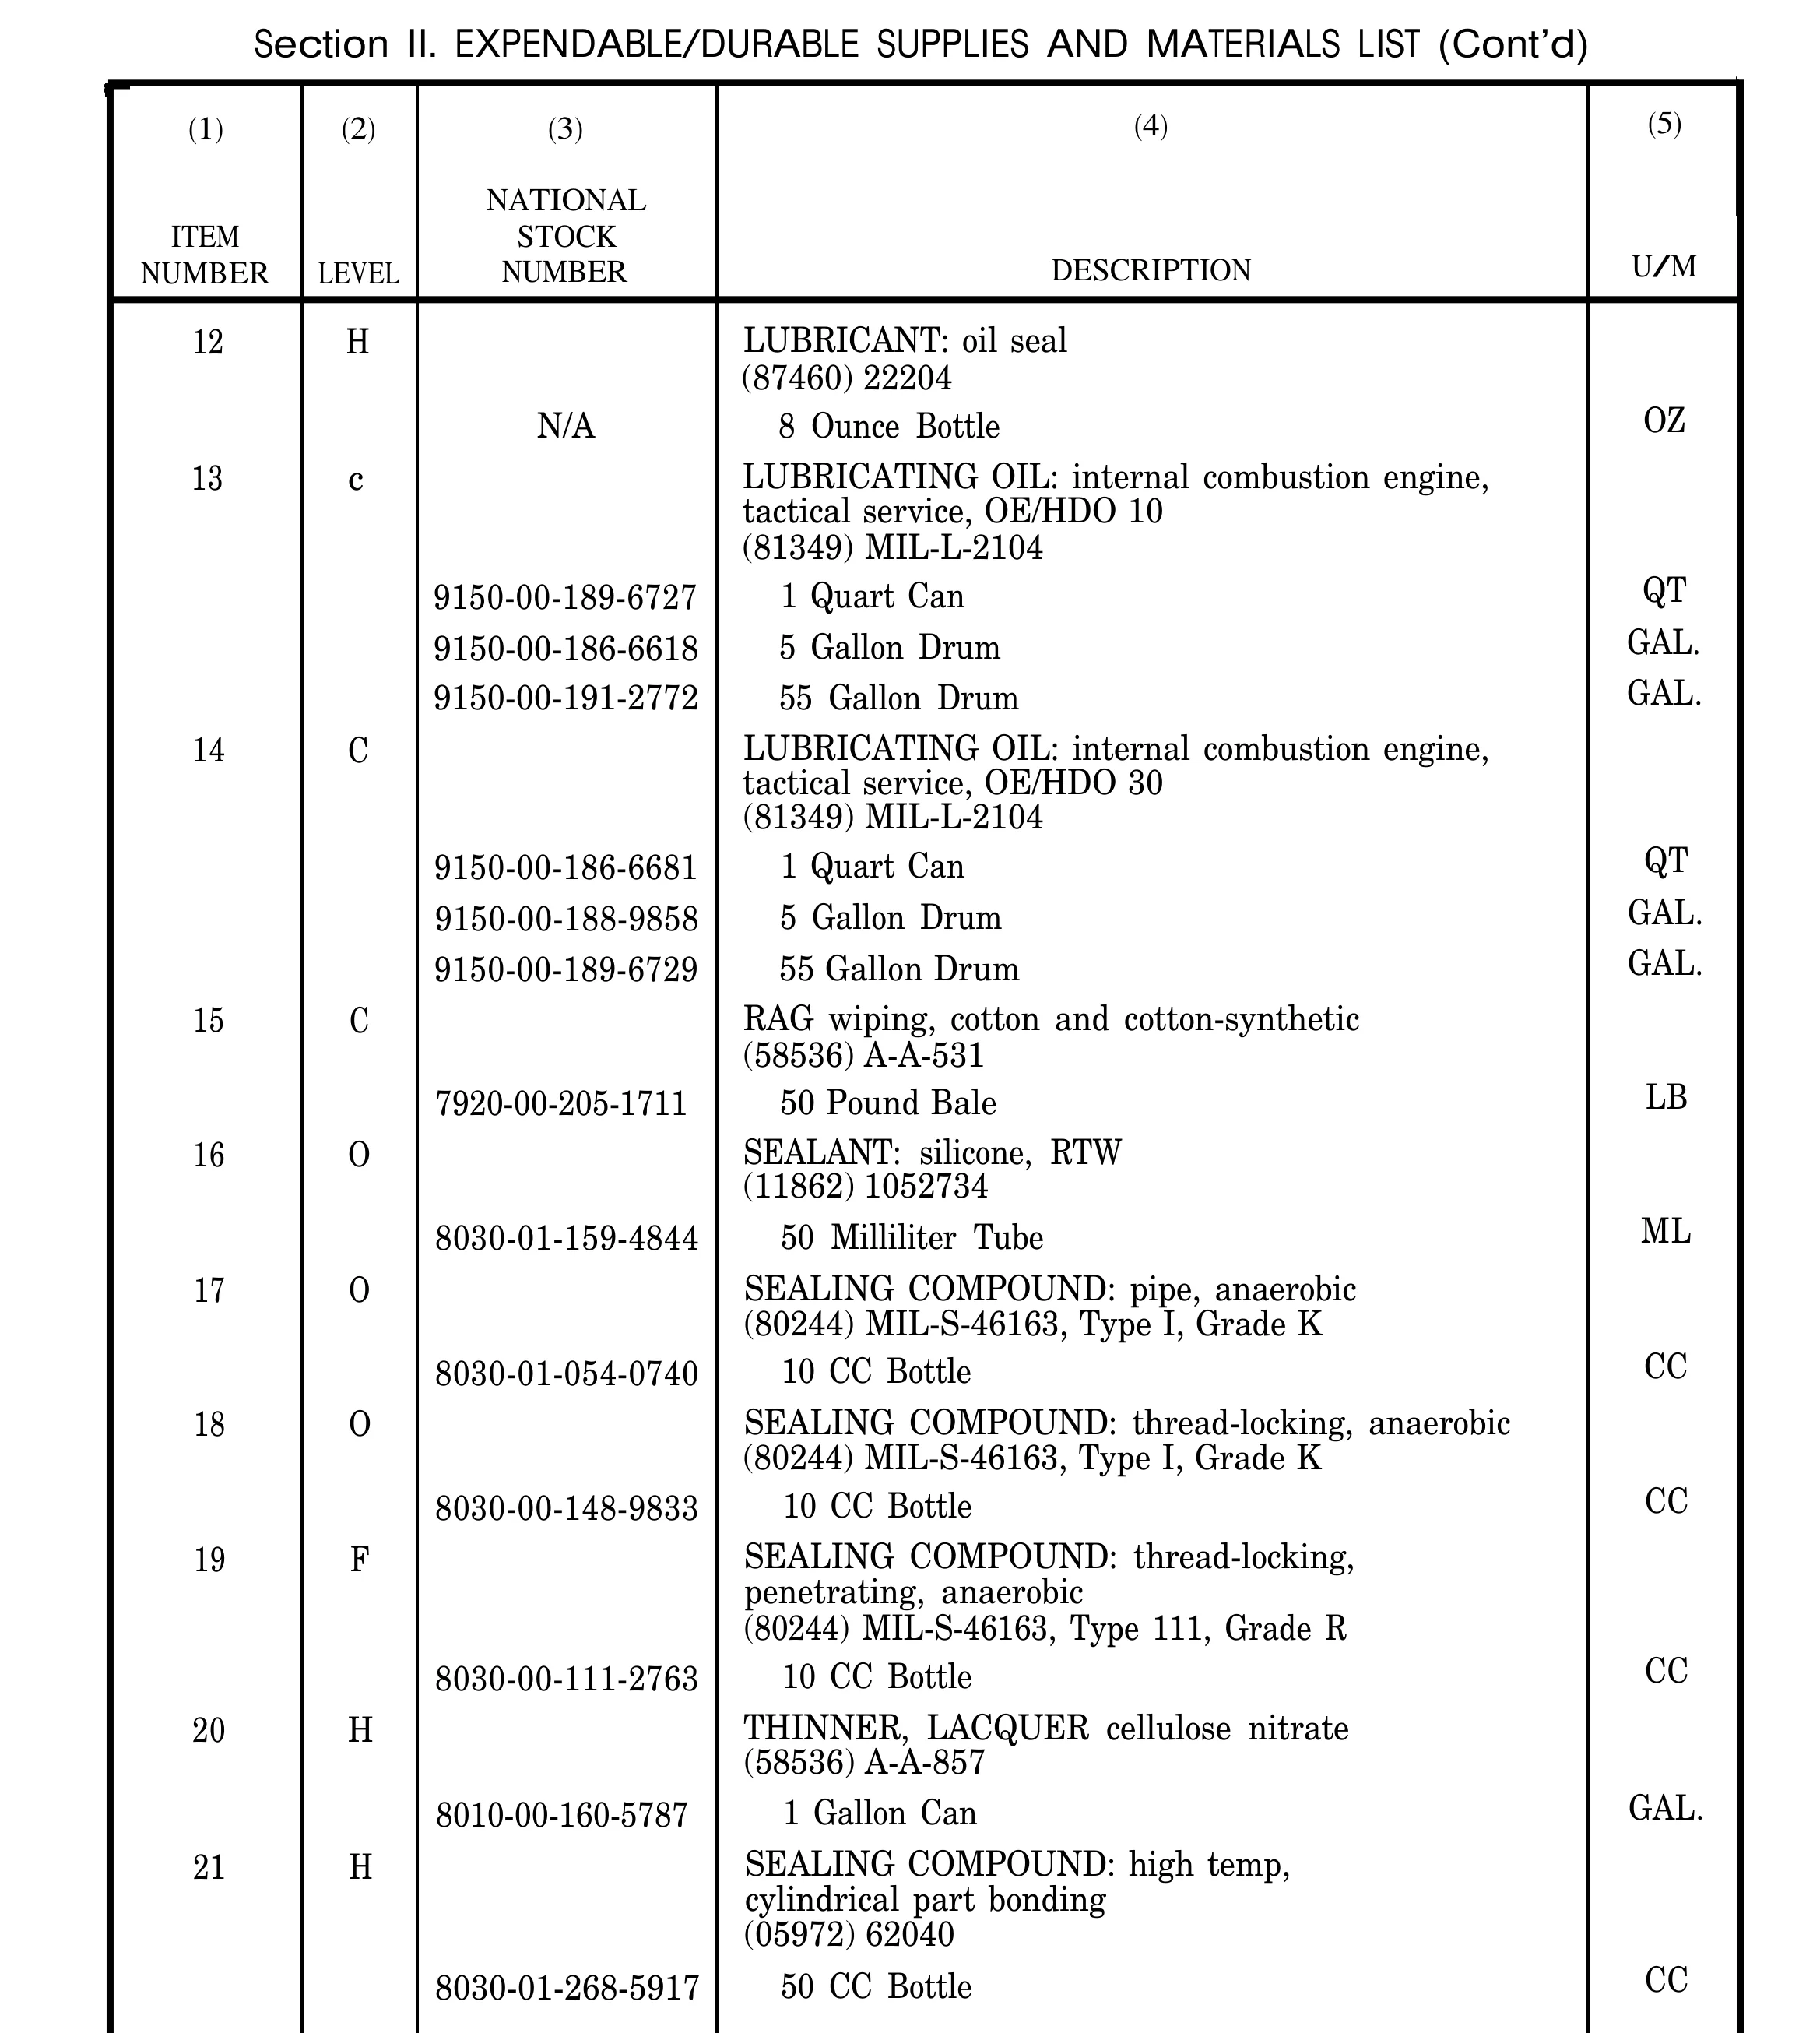 Section II. EXPENDABLE/DURABLE SUPPLIES AND MATERIALS LIST (Cont'd)
(1) (2) (3) (4) (5)
NATIONAL
ITEM STOCK
NUMBER LEVEL NUMBER DESCRIPTION U/M
12 H LUBRICANT: oil seal
(87460) 22204
N/A 8 Ounce Bottle OZ
13 c LUBRICATING OIL: internal combustion engine,
tactical service, OE/HDO 10
(81349) MIL-L-2104
9150-00-189-6727 1 Quart Can QT
9150-00-186-6618 5 Gallon Drum GAL.
9150-00-191-2772 55 Gallon Drum GAL.
14 C LUBRICATING OIL: internal combustion engine,
tactical service, OE/HDO 30
(81349) MIL-L-2104
9150-00-186-6681 1 Quart Can QT
9150-00-188-9858 5 Gallon Drum GAL.
9150-00-189-6729 55 Gallon Drum GAL.
15 C RAG wiping, cotton and cotton-synthetic
(58536) A-A-531
7920-00-205-1711 50 Pound Bale LB
16 O SEALANT: silicone, RTW
(11862) 1052734
8030-01-159-4844 50 Milliliter Tube ML
17 O SEALING COMPOUND: pipe, anaerobic
(80244) MIL-S-46163, Type I, Grade K
8030-01-054-0740 10 CC Bottle CC
18 O SEALING COMPOUND: thread-locking, anaerobic
(80244) MIL-S-46163, Type I, Grade K
8030-00-148-9833 10 CC Bottle CC
19 F SEALING COMPOUND: thread-locking,
penetrating, anaerobic
(80244) MIL-S-46163, Type 111, Grade R
8030-00-111-2763 10 CC Bottle CC
20 H THINNER, LACQUER cellulose nitrate
(58536) A-A-857
8010-00-160-5787 1 Gallon Can GAL.
21 H SEALING COMPOUND: high temp,
cylindrical part bonding
(05972) 62040
8030-01-268-5917 50 CC Bottle CC